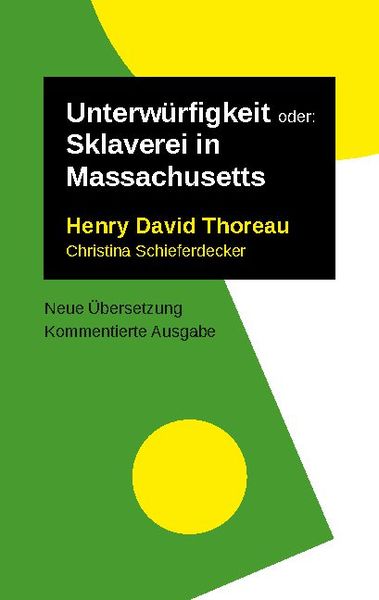 Unterwürfigkeit oder:
Sklaverei in
Massachusetts
Henry David Thoreau
Christina Schieferdecker
Neue Übersetzung
Kommentierte Ausgabe